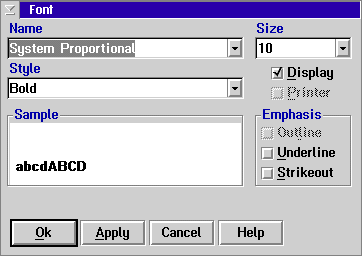 Font
Name
Size
System Proportional
10
Style
Display
Bold
Printer
Sample
Emphasis
Outline
abcdABCD
Underline
Strikeout
Ok
Apply
Cancel
Help